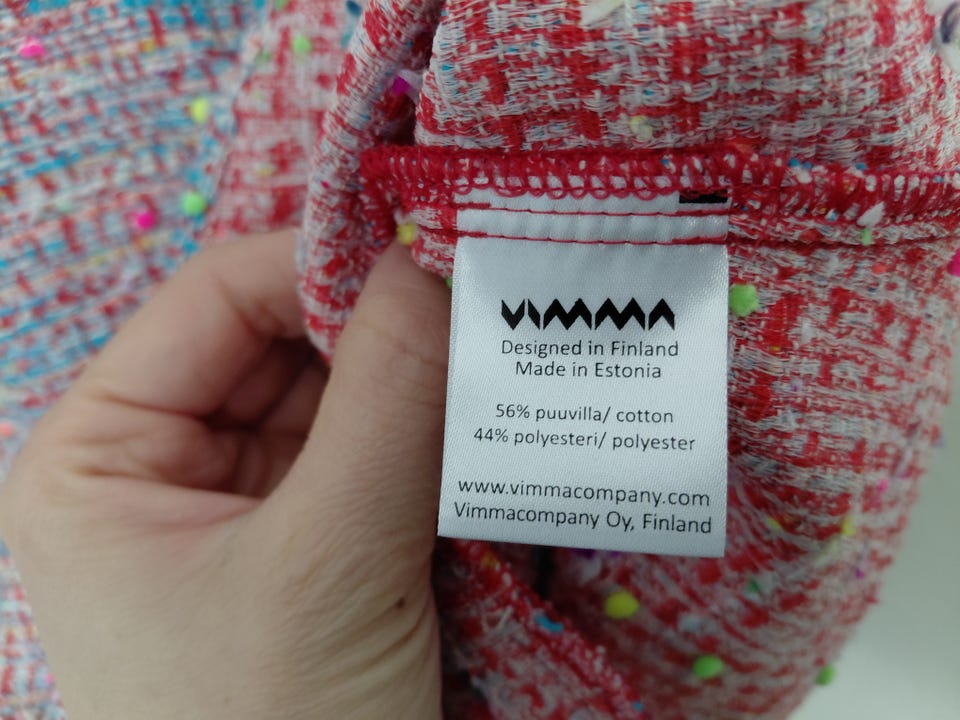 VIMMA
Designed in Finland
Made in Estonia
56% puuvilla/ cotton
44% polyesteri/ polyester
www.vimmacompany.com
Vimmacompany Oy, Finland